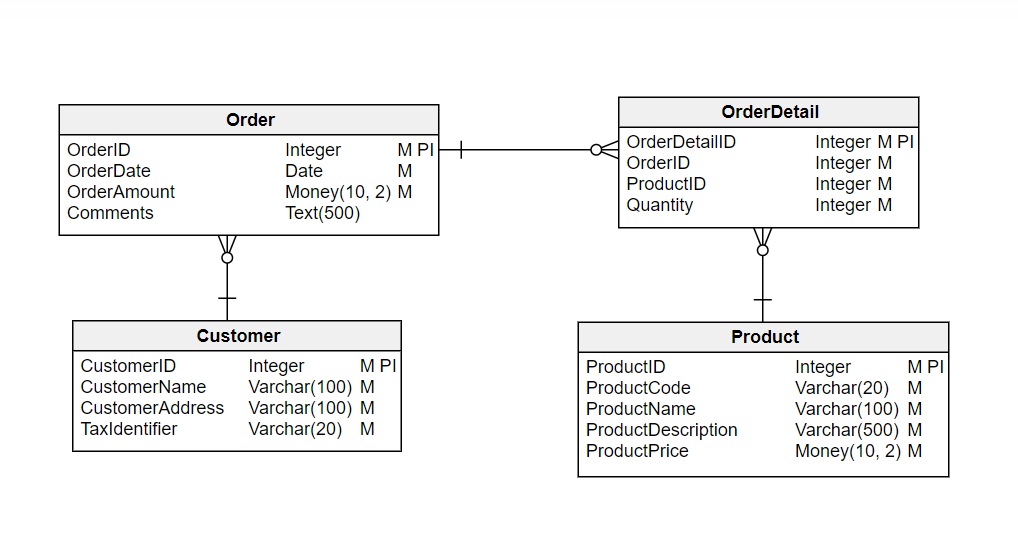 Order
OrderID Integer M PI
OrderDate Date M
OrderAmount Money(10, 2) M
Comments Text(500)
OrderDetail
OrderDetailID Integer M PI
OrderID Integer M
ProductID Integer M
Quantity Integer M
Customer
CustomerID Integer M PI
CustomerName Varchar(100) M
CustomerAddress Varchar(100) M
TaxIdentifier Varchar(20) M
Product
ProductID Integer M PI
ProductCode Varchar(20) M
ProductName Varchar(100) M
ProductDescription Varchar(500) M
ProductPrice Money(10, 2) M